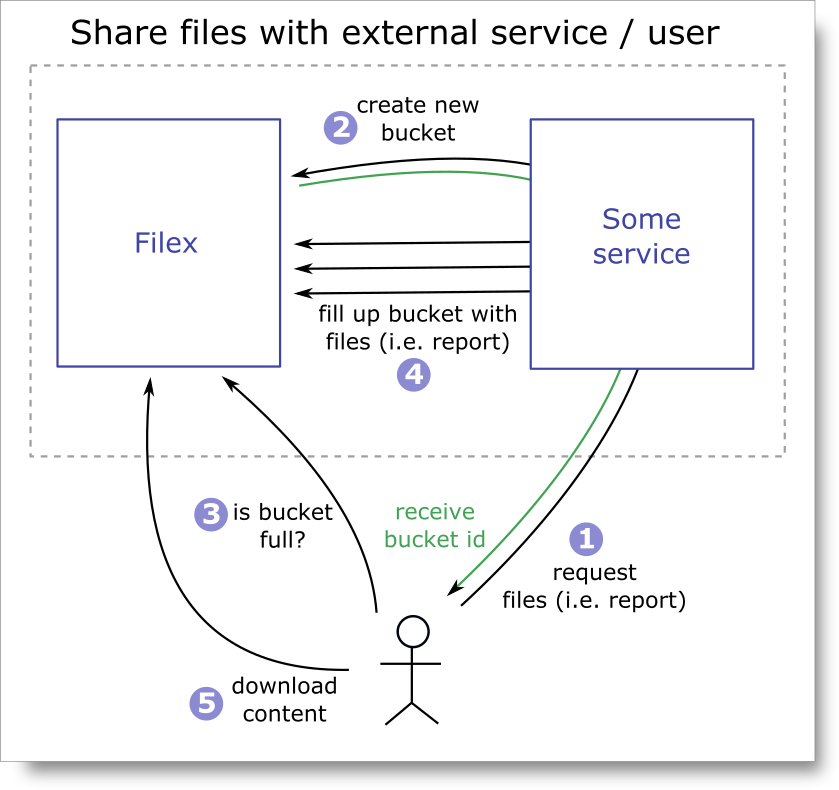 Share files with external service / user
2
create new
bucket
Filex
Some
service
fill up bucket with
files (i.e. report)
4
3
is bucket
full?
receive
bucket id
1
request
files (i.e. report)
5
download
content